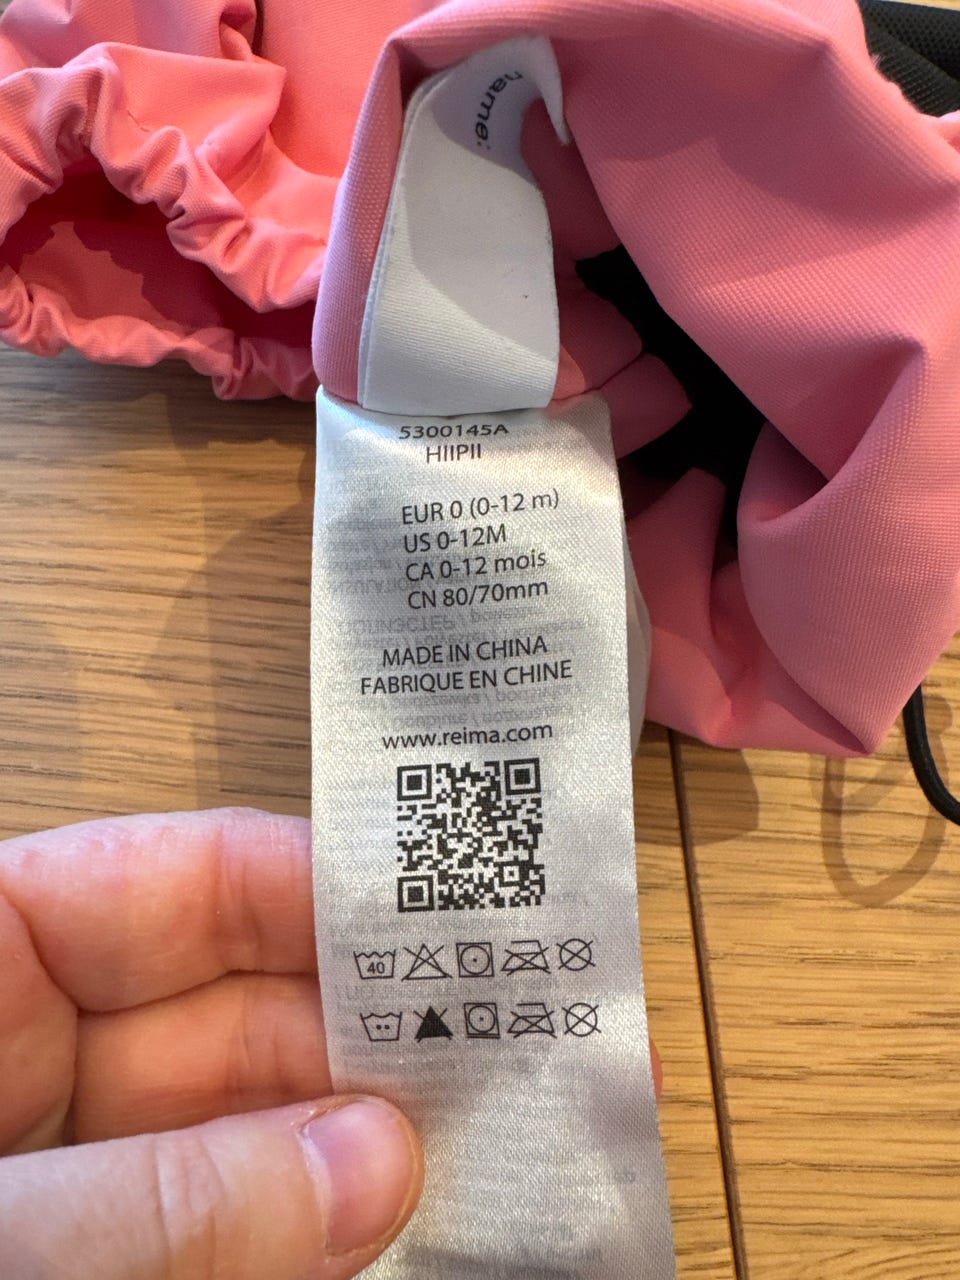 name:
5300145A
HIIPII
EUR 0 (0-12 m)
US 0-12M
CA 0-12 mois
CN 80/70mm
MADE IN CHINA
FABRIQUE EN CHINE
www.reima.com
40